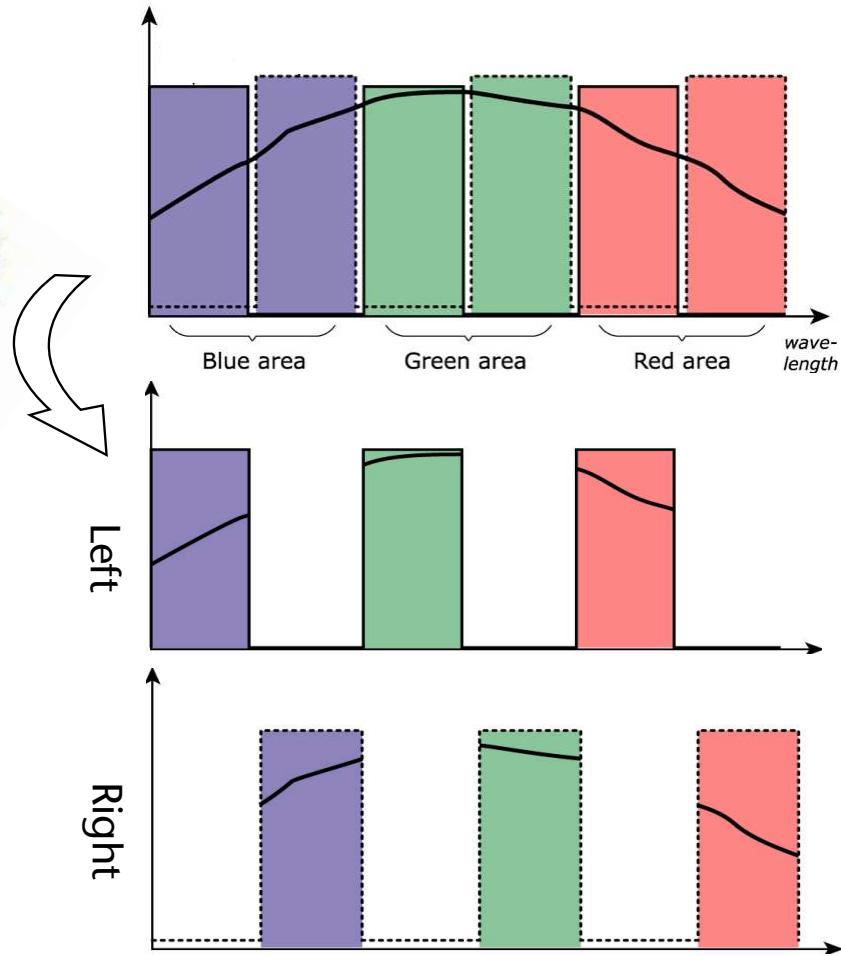 Blue area
Green area
Red area
wave-
length
Left
Right